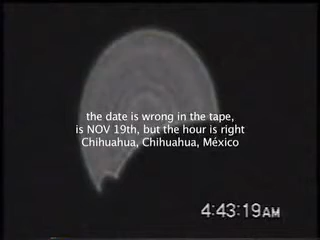 the date is wrong in the tape,
is NOV 19th, but the hour is right
Chihuahua, Chihuahua, México
4:43:19AM